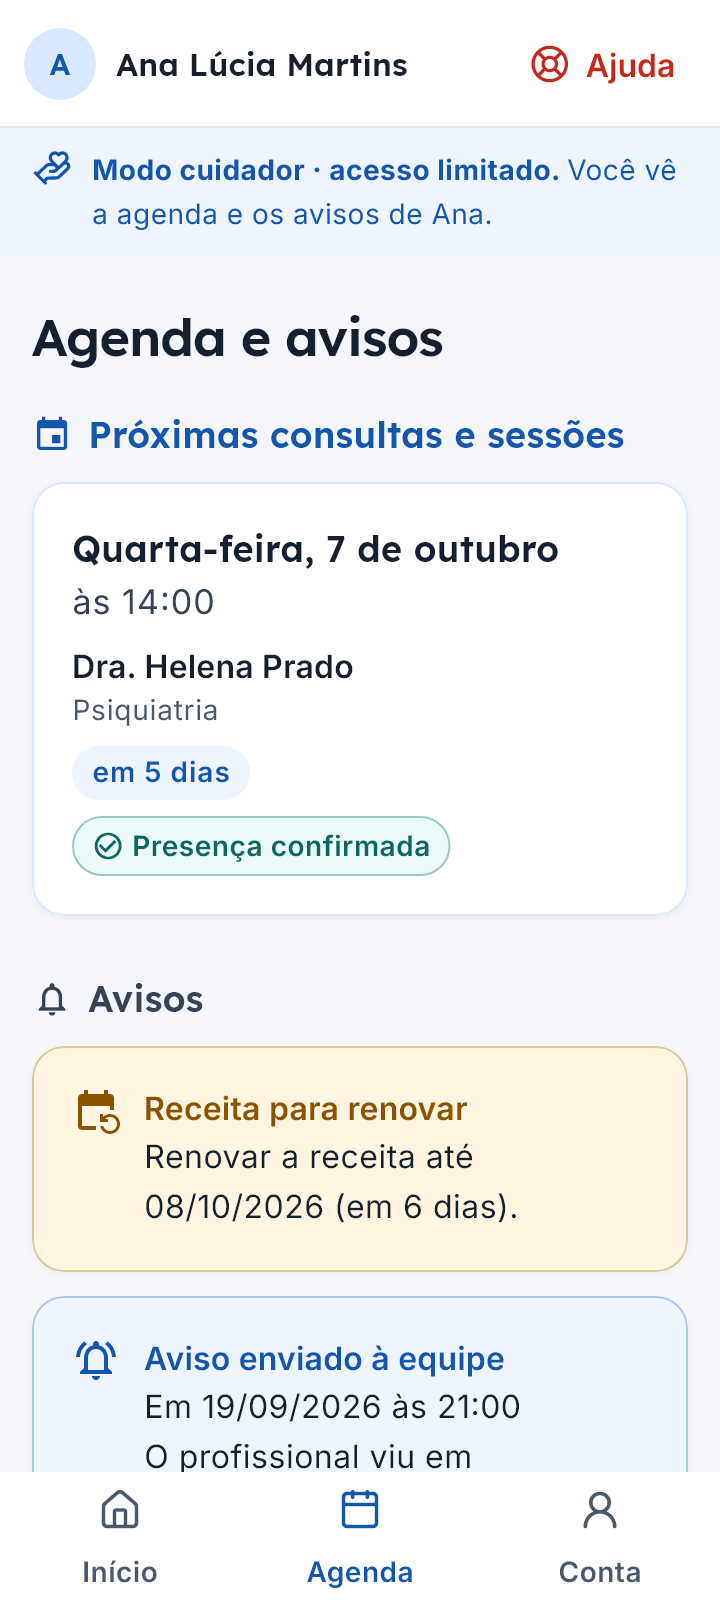 A
Ana Lúcia Martins
Ajuda
Modo cuidador · acesso limitado. Você vê
a agenda e os avisos de Ana.
Agenda e avisos
Próximas consultas e sessões
Quarta-feira, 7 de outubro
às 14:00
Dra. Helena Prado
Psiquiatria
em 5 dias
Presença confirmada
Avisos
Receita para renovar
Renovar a receita até
08/10/2026 (em 6 dias).
Aviso enviado à equipe
Em 19/09/2026 às 21:00
O profissional viu em
Início
Agenda
Conta